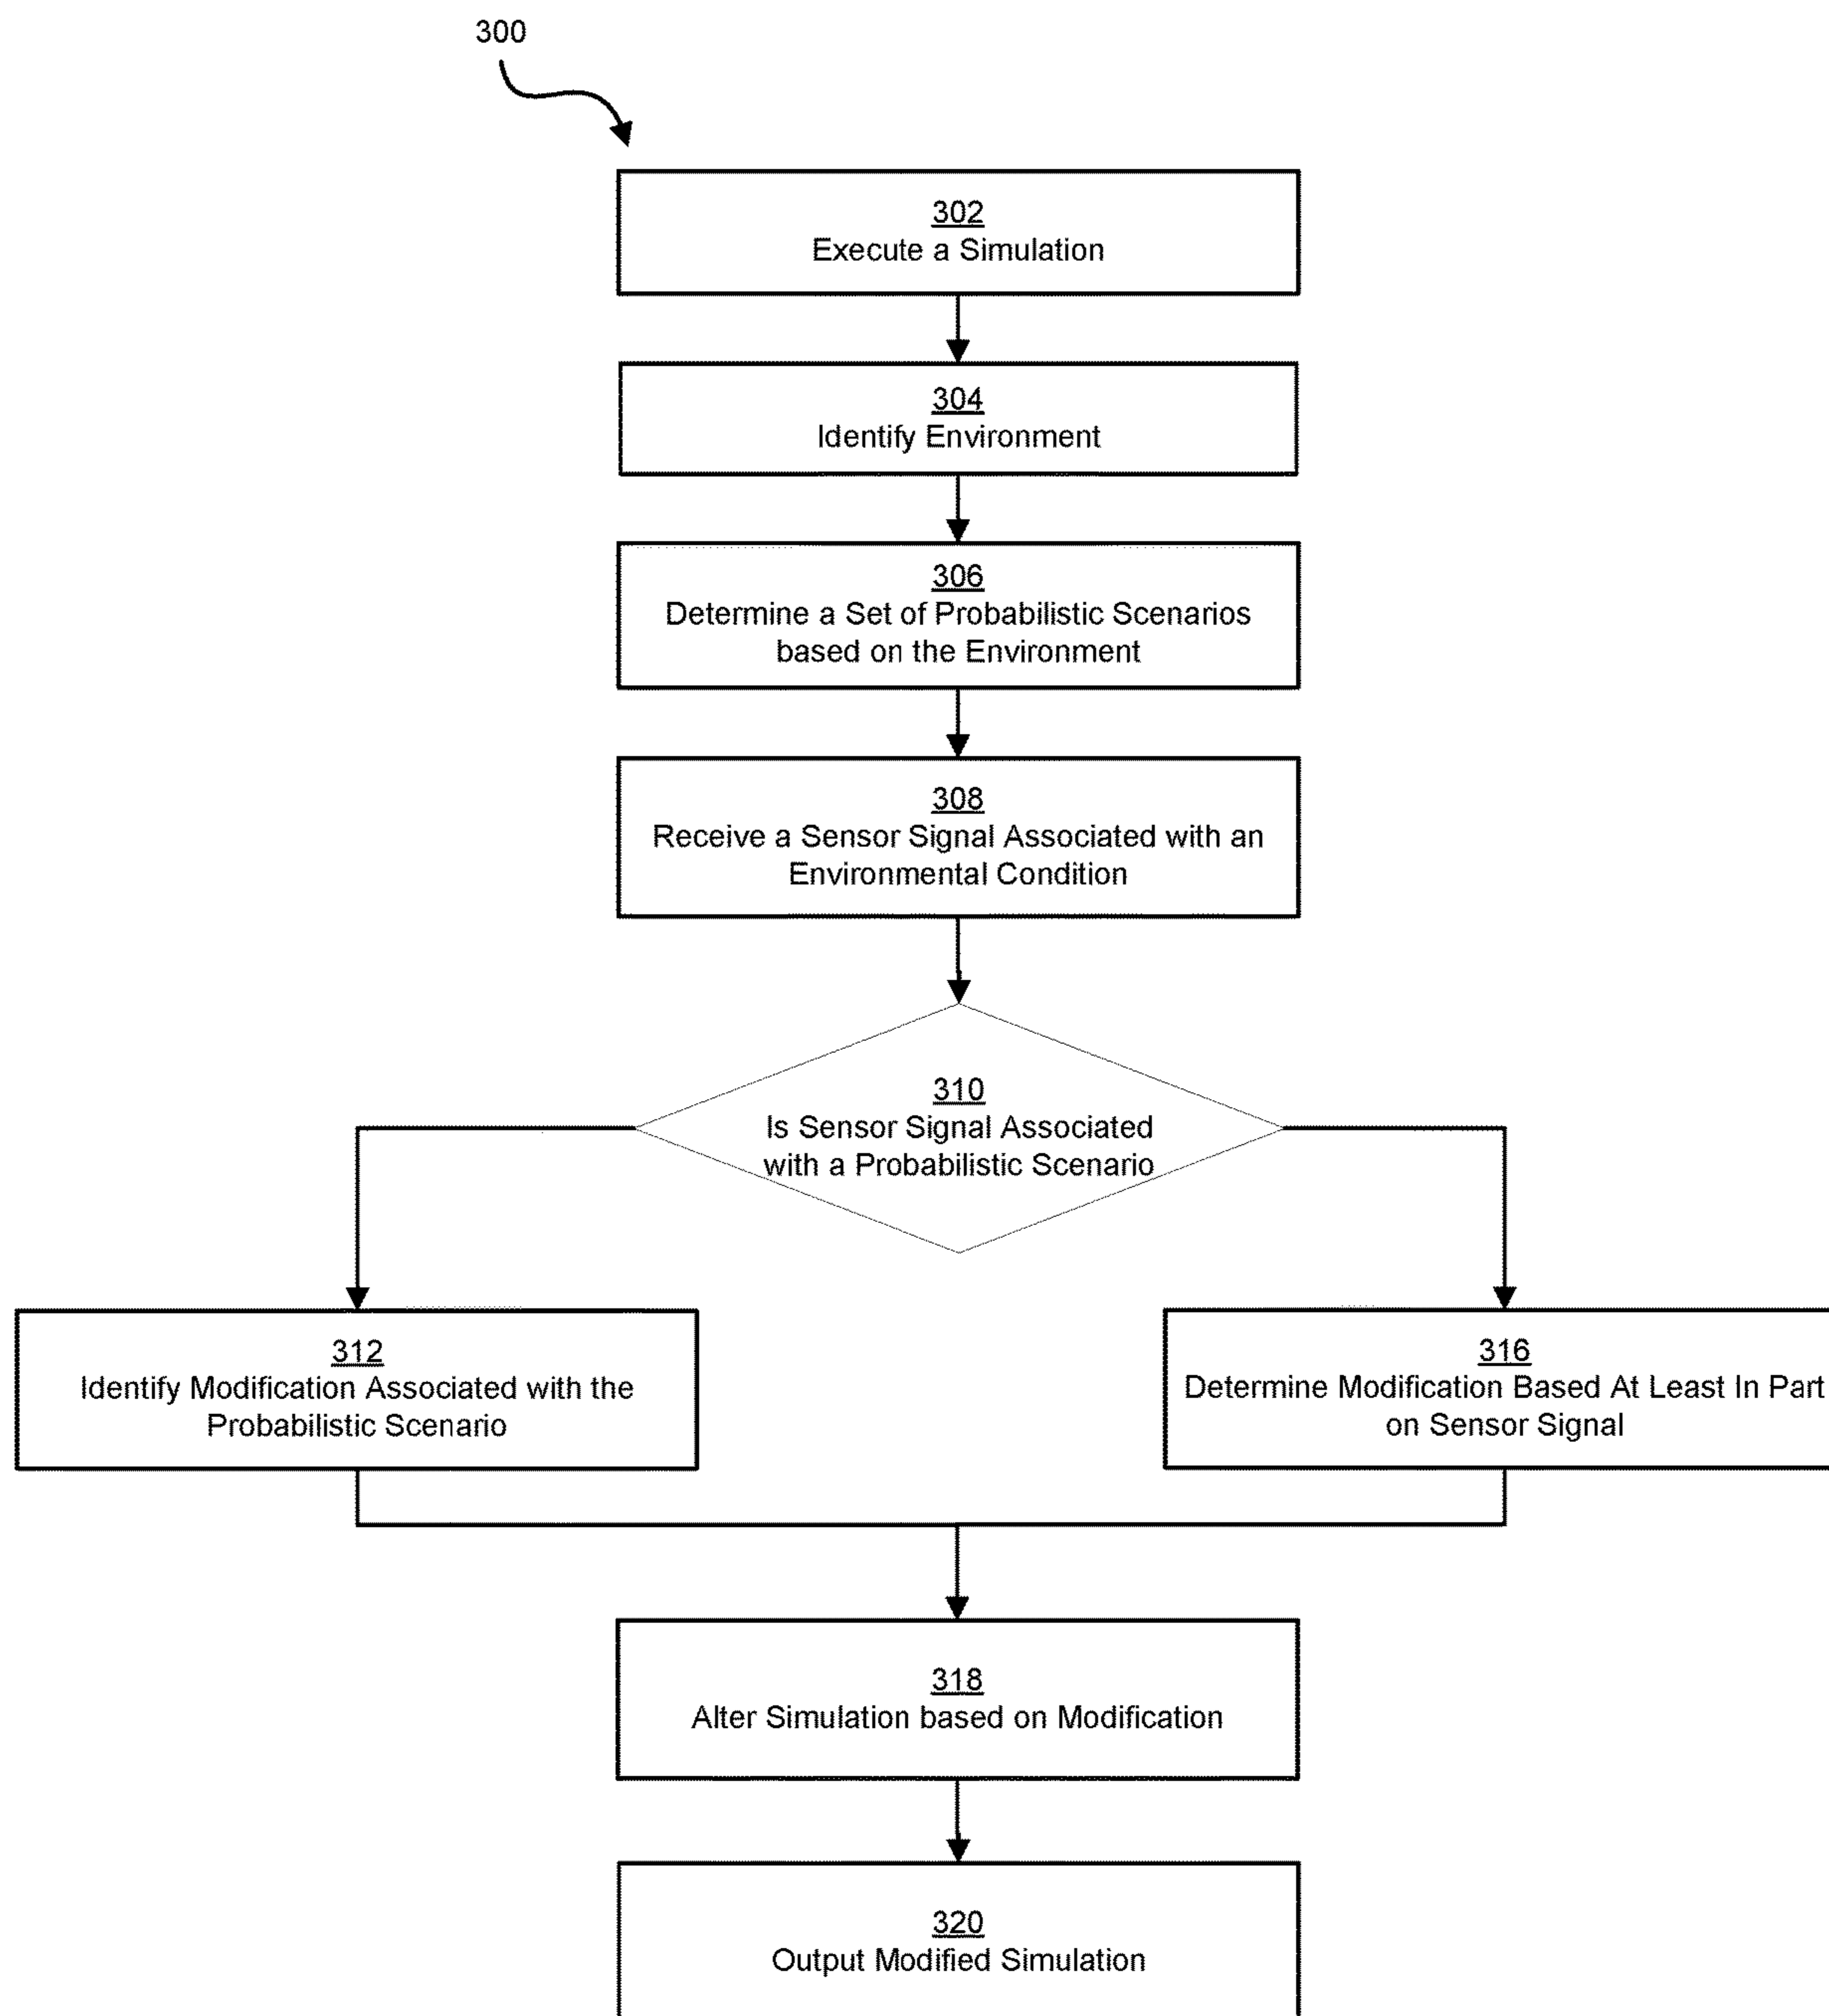 300
302
Execute a Simulation
304
Identify Environment
306
Determine a Set of Probabilistic Scenarios
based on the Environment
308
Receive a Sensor Signal Associated with an
Environmental Condition
310
Is Sensor Signal Associated
with a Probabilistic Scenario
312
Identify Modification Associated with the
Probabilistic Scenario
316
Determine Modification Based At Least In Part
on Sensor Signal
318
Alter Simulation based on Modification
320
Output Modified Simulation